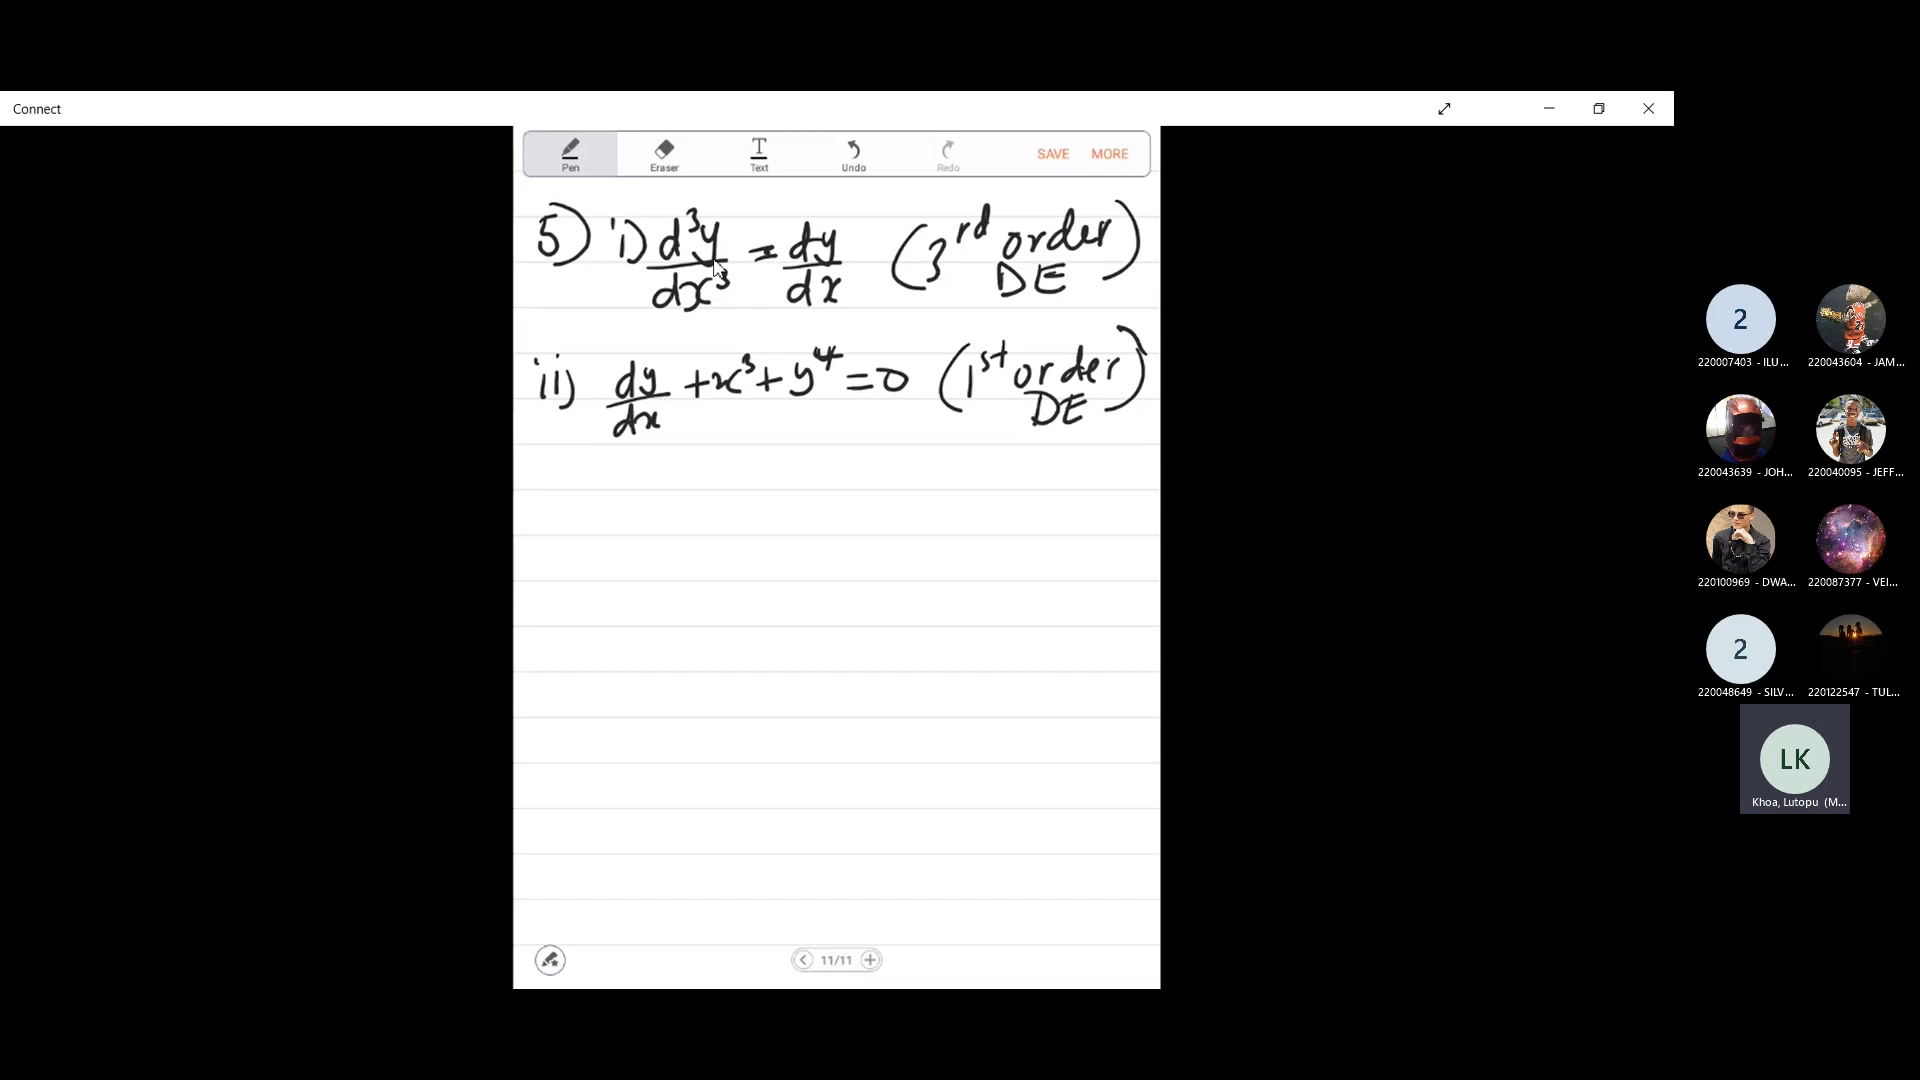 Connect
Pen
Eraser
Text
Undo
Redo
SAVE
MORE
5) i) d³y/dx³ = dy/dx (3rd order DE)
ii) dy/dx + x³ + y⁴ = 0 (1st order DE)
11/11
2
220007403 - ILU...
220043604 - JAM...
220043639 - JOH...
220040095 - JEFF...
220100969 - DWA...
220087377 - VEI...
2
220048649 - SILV...
220122547 - TUL...
LK
Khoa, Lutopu (M...